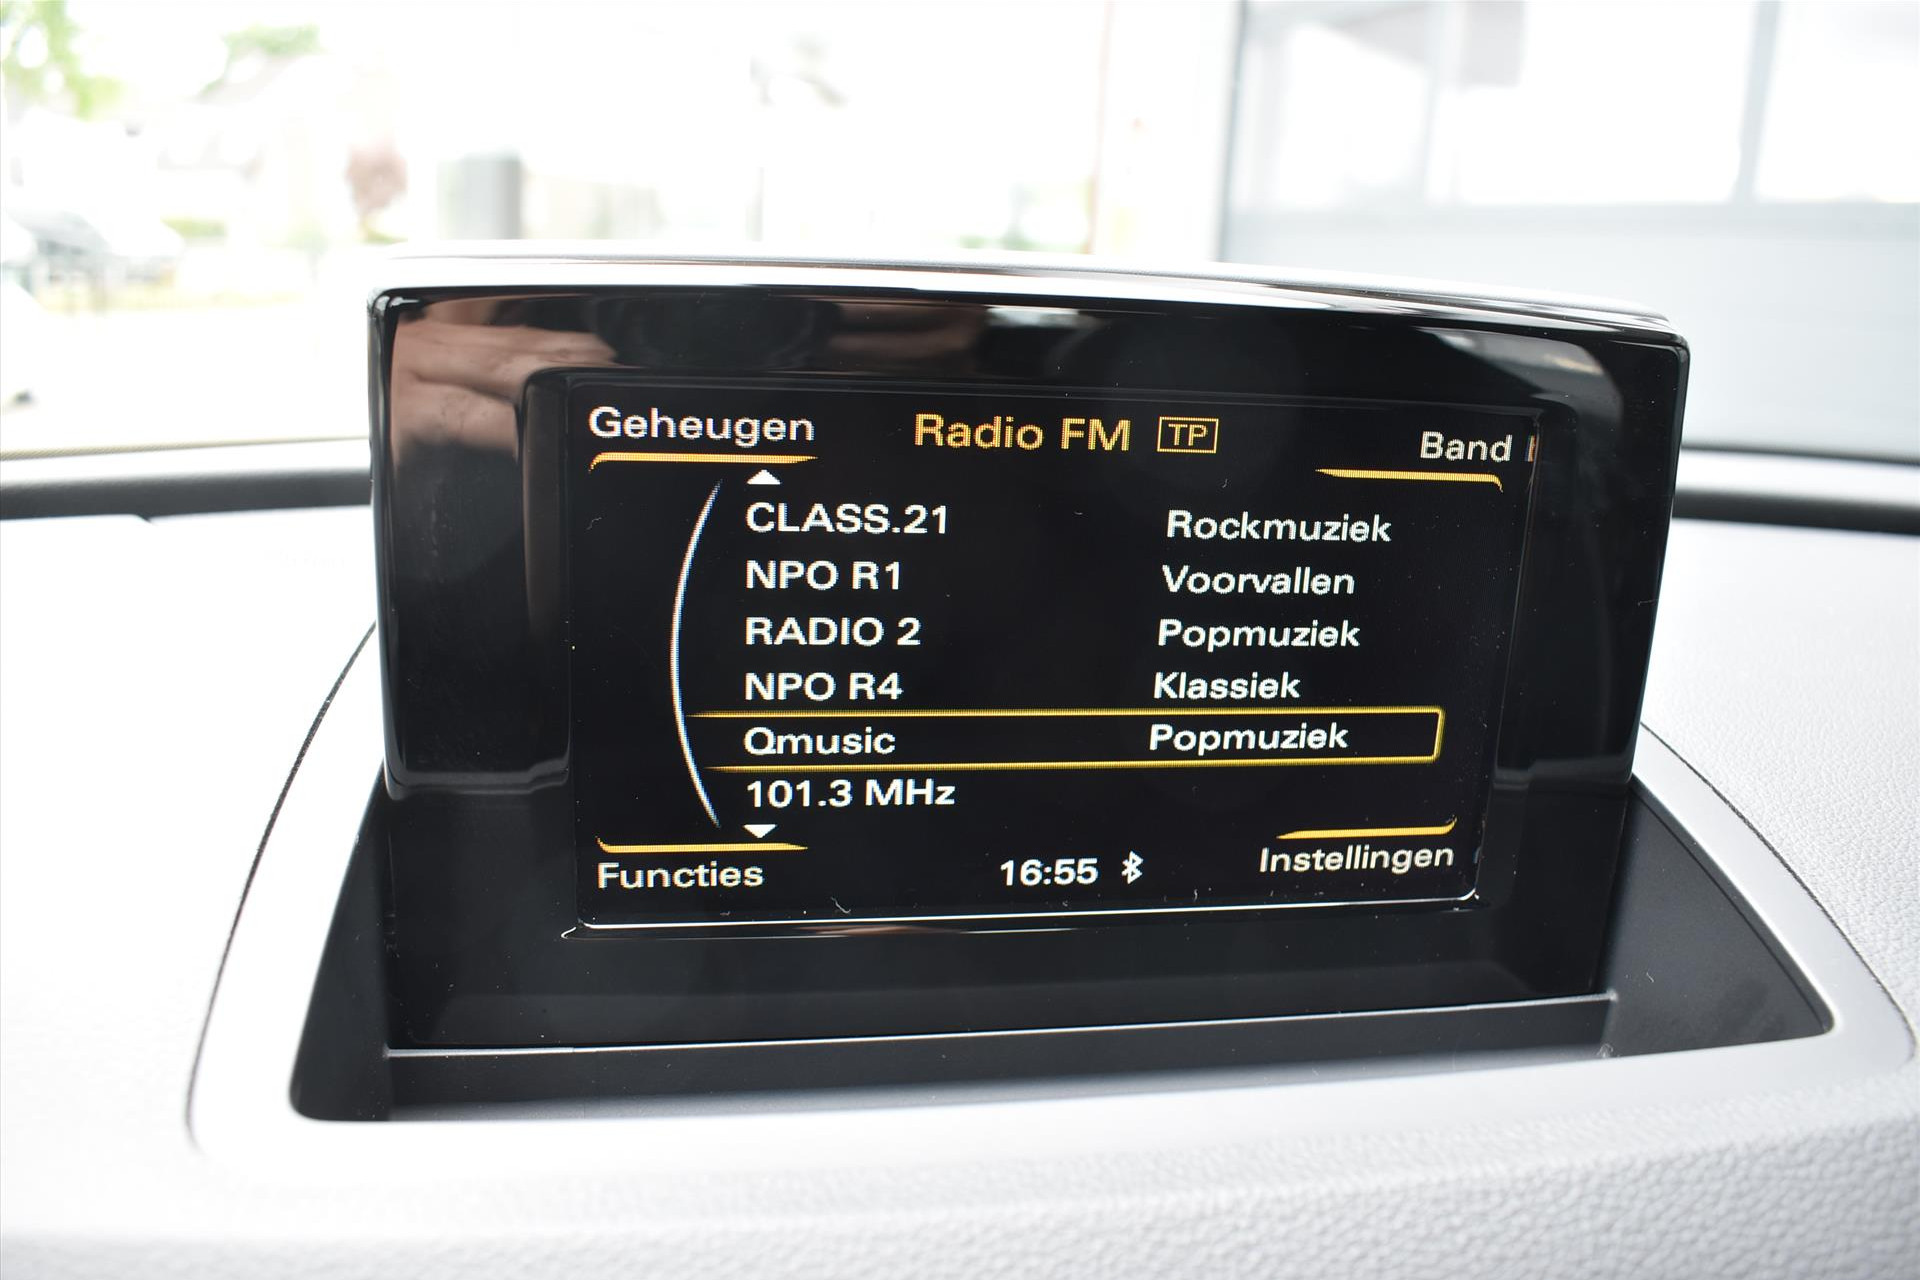 Geheugen Radio FM TP Band
CLASS.21 Rockmuziek
NPO R1 Voorvallen
RADIO 2 Popmuziek
NPO R4 Klassiek
Qmusic Popmuziek
101.3 MHz
Functies 16:55 Instellingen